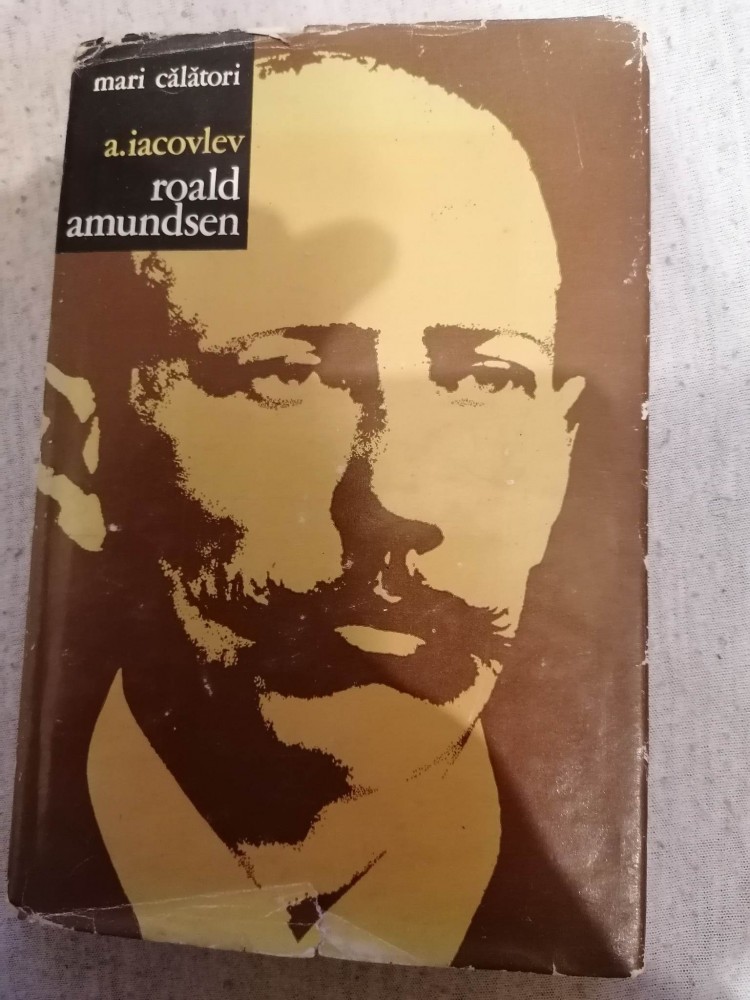 mari călători
a.iacovlev
roald
amundsen